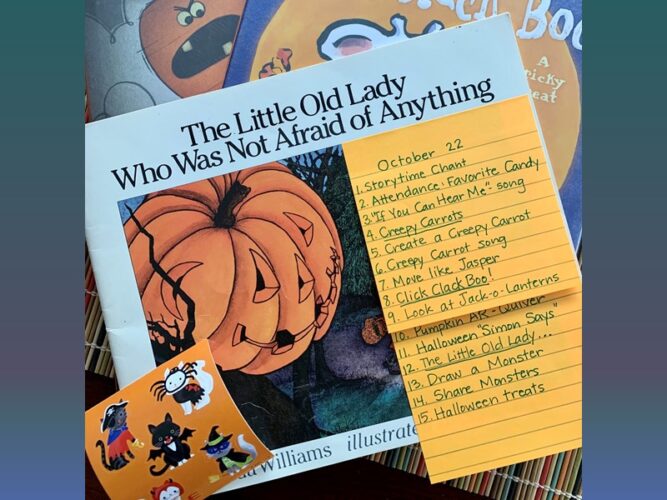 lack Boo
A
ricky
eat
The Little Old Lady
Who Was Not Afraid of Anything
October 22
1. Storytime Chant
2. Attendance: Favorite Candy
3. "If You Can Hear Me" song
4. Creepy Carrots
5. Create a Creepy Carrot
6. Creepy Carrot song
7. Move like Jasper
8. Click Clack Boo!
9. Look at Jack-o-Lanterns
10. Pumpkin AR - Quiver
11. Halloween "Simon Says"
12. The Little Old Lady...
13. Draw a Monster
14. Share Monsters
15. Halloween treats
Williams illustrate